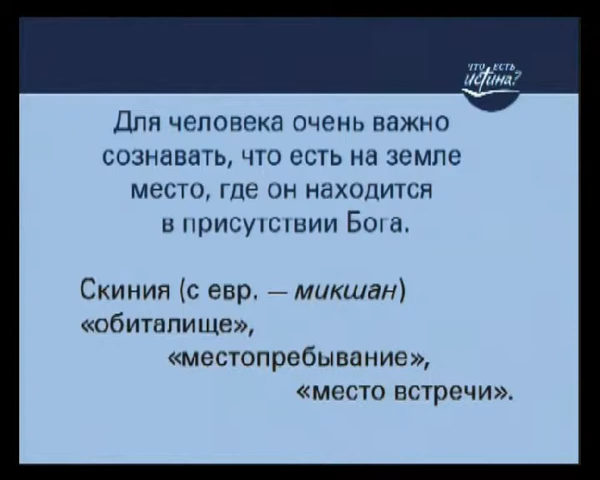 что есть
истина?
Для человека очень важно
сознавать, что есть на земле
место, где он находится
в присутствии Бога.
Скиния (с евр. — микшан)
«обиталище»,
«местопребывание»,
«место встречи».